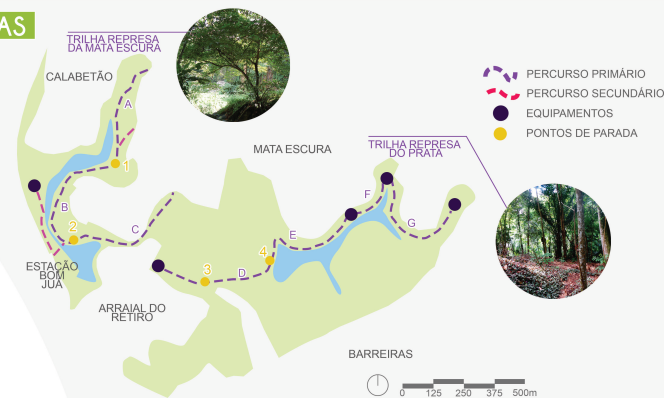 AS
TRILHA REPRESA
DA MATA ESCURA
CALABETÃO
A
1
MATA ESCURA
PERCURSO PRIMÁRIO
PERCURSO SECUNDÁRIO
EQUIPAMENTOS
PONTOS DE PARADA
TRILHA REPRESA
DO PRATA
B
2
C
F
G
E
4
D
3
ESTAÇÃO
BOM
JUÁ
ARRAIAL DO
RETIRO
BARREIRAS
0 125 250 375 500m